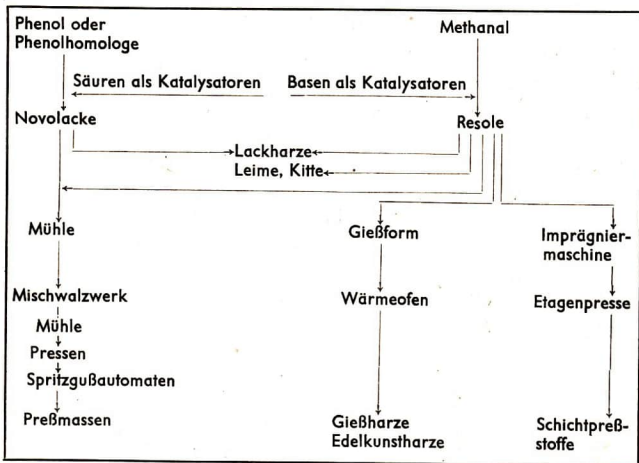 Phenol oder
Phenolhomologe
Methanal
Säuren als Katalysatoren
Basen als Katalysatoren
Novolacke
Resole
Lackharze
Leime, Kitte
Mühle
Gießform
Imprägnier-
maschine
Mischwalzwerk
Wärmeofen
Etagenpresse
Mühle
Pressen
Spritzgußautomaten
Preßmassen
Gießharze
Edelkunstharze
Schichtpreß-
stoffe